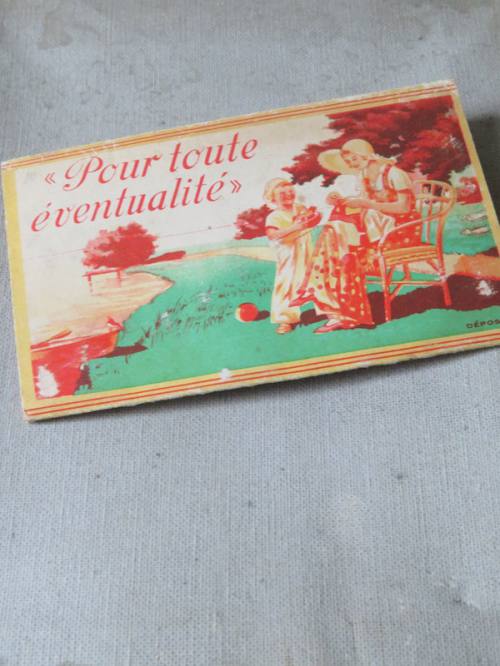 « Pour toute
éventualité »
DÉPOS